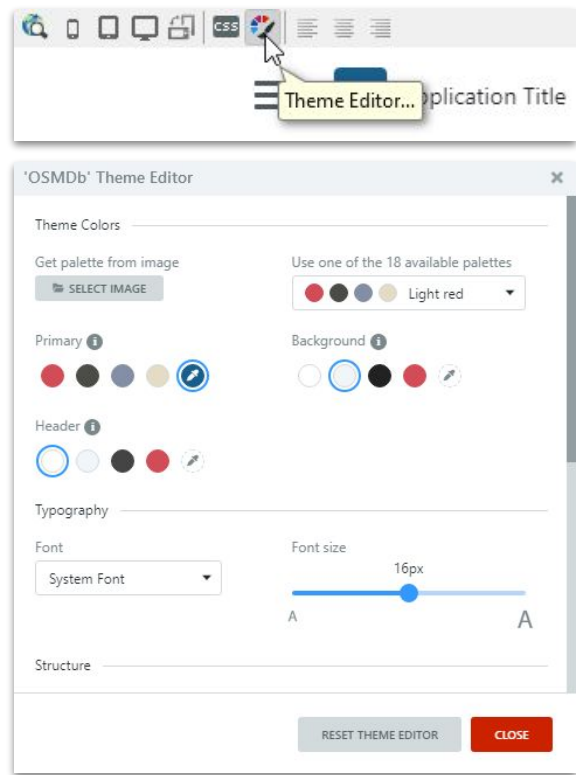 CSS
Theme Editor...
plication Title
'OSMDb' Theme Editor
Theme Colors
Get palette from image
Use one of the 18 available palettes
SELECT IMAGE
Light red
Primary
Background
Header
Typography
Font
Font size
16px
System Font
A
A
Structure
RESET THEME EDITOR
CLOSE